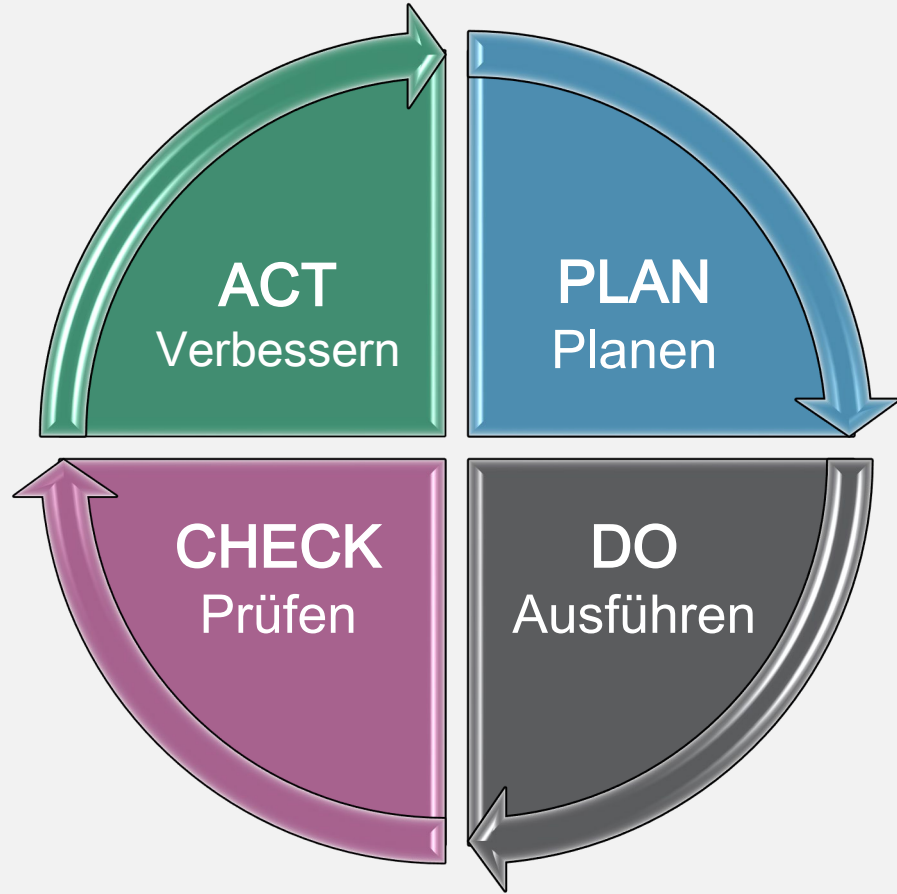 ACT
Verbessern
PLAN
Planen
CHECK
Prüfen
DO
Ausführen